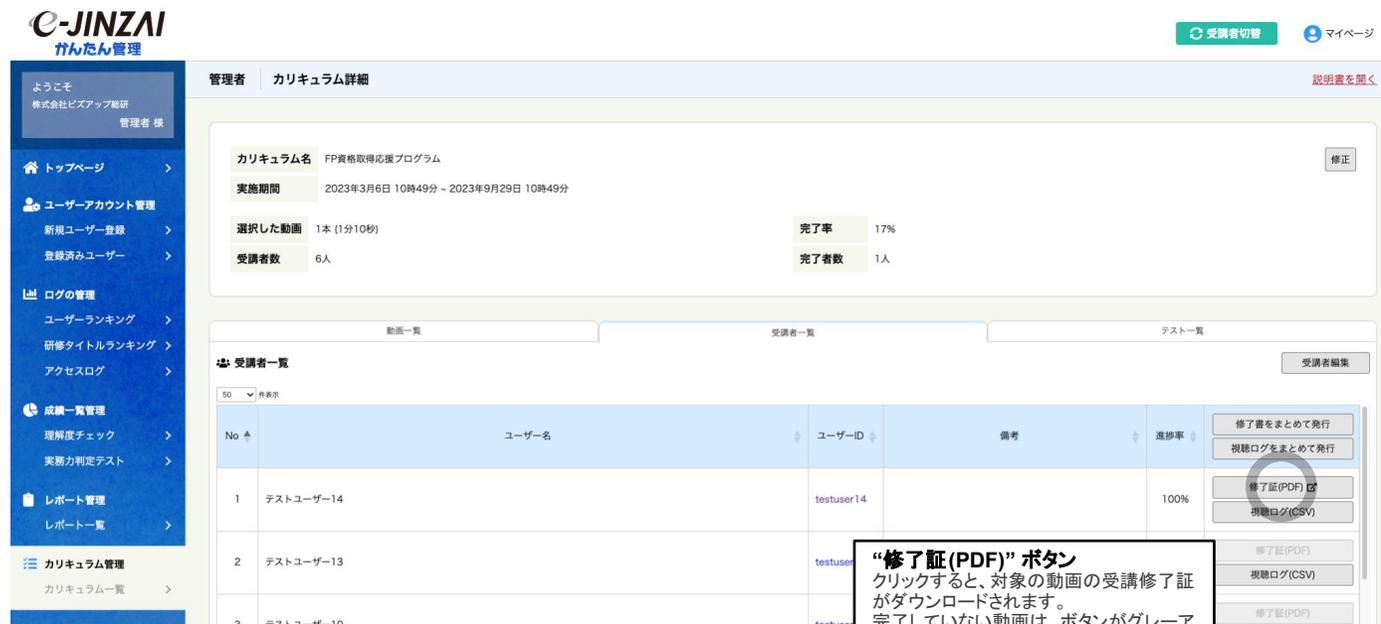 e-JINZAI
かんたん管理
受講者切替
マイページ
ようこそ
株式会社ビズアップ総研
管理者 様
管理者 カリキュラム詳細
説明書を開く
トップページ
ユーザーアカウント管理
新規ユーザー登録
登録済みユーザー
ログの管理
ユーザーランキング
研修タイトルランキング
アクセスログ
成績一覧管理
理解度チェック
実務力判定テスト
レポート管理
レポート一覧
カリキュラム管理
カリキュラム一覧
カリキュラム名 FP資格取得応援プログラム
修正
実施期間 2023年3月6日 10時49分 ~ 2023年9月29日 10時49分
選択した動画 1本 (1分10秒) 完了率 17%
受講者数 6人 完了者数 1人
動画一覧 受講者一覧 テスト一覧
受講者一覧
受講者編集
50 件表示
No ユーザー名 ユーザーID 備考 進捗率
修了書をまとめて発行
視聴ログをまとめて発行
1 テストユーザー14 testuser14 100%
修了証(PDF)
視聴ログ(CSV)
2 テストユーザー13 testuser
修了証(PDF)
視聴ログ(CSV)
修了証(PDF)
“修了証(PDF)” ボタン
クリックすると、対象の動画の受講修了証
がダウンロードされます。
完了していない動画は、ボタンがグレーア